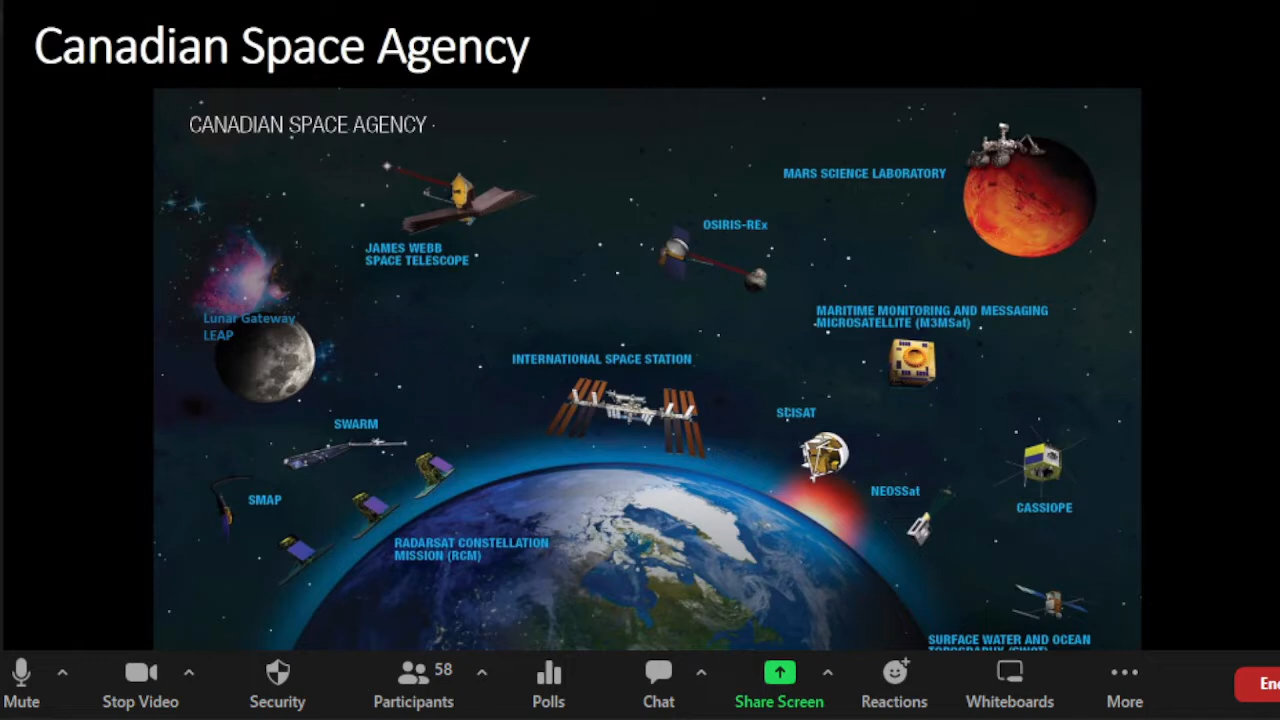 Canadian Space Agency
CANADIAN SPACE AGENCY
MARS SCIENCE LABORATORY
OSIRIS-REx
JAMES WEBB
SPACE TELESCOPE
Lunar Gateway
LEAP
MARITIME MONITORING AND MESSAGING
MICROSATELLITE (M3MSat)
INTERNATIONAL SPACE STATION
SCISAT
SWARM
SMAP
NEOSSat
CASSIOPE
RADARSAT CONSTELLATION
MISSION (RCM)
SURFACE WATER AND OCEAN
TOPOGRAPHY (SWOT)
58
Mute
Stop Video
Security
Participants
Polls
Chat
Share Screen
Reactions
Whiteboards
More